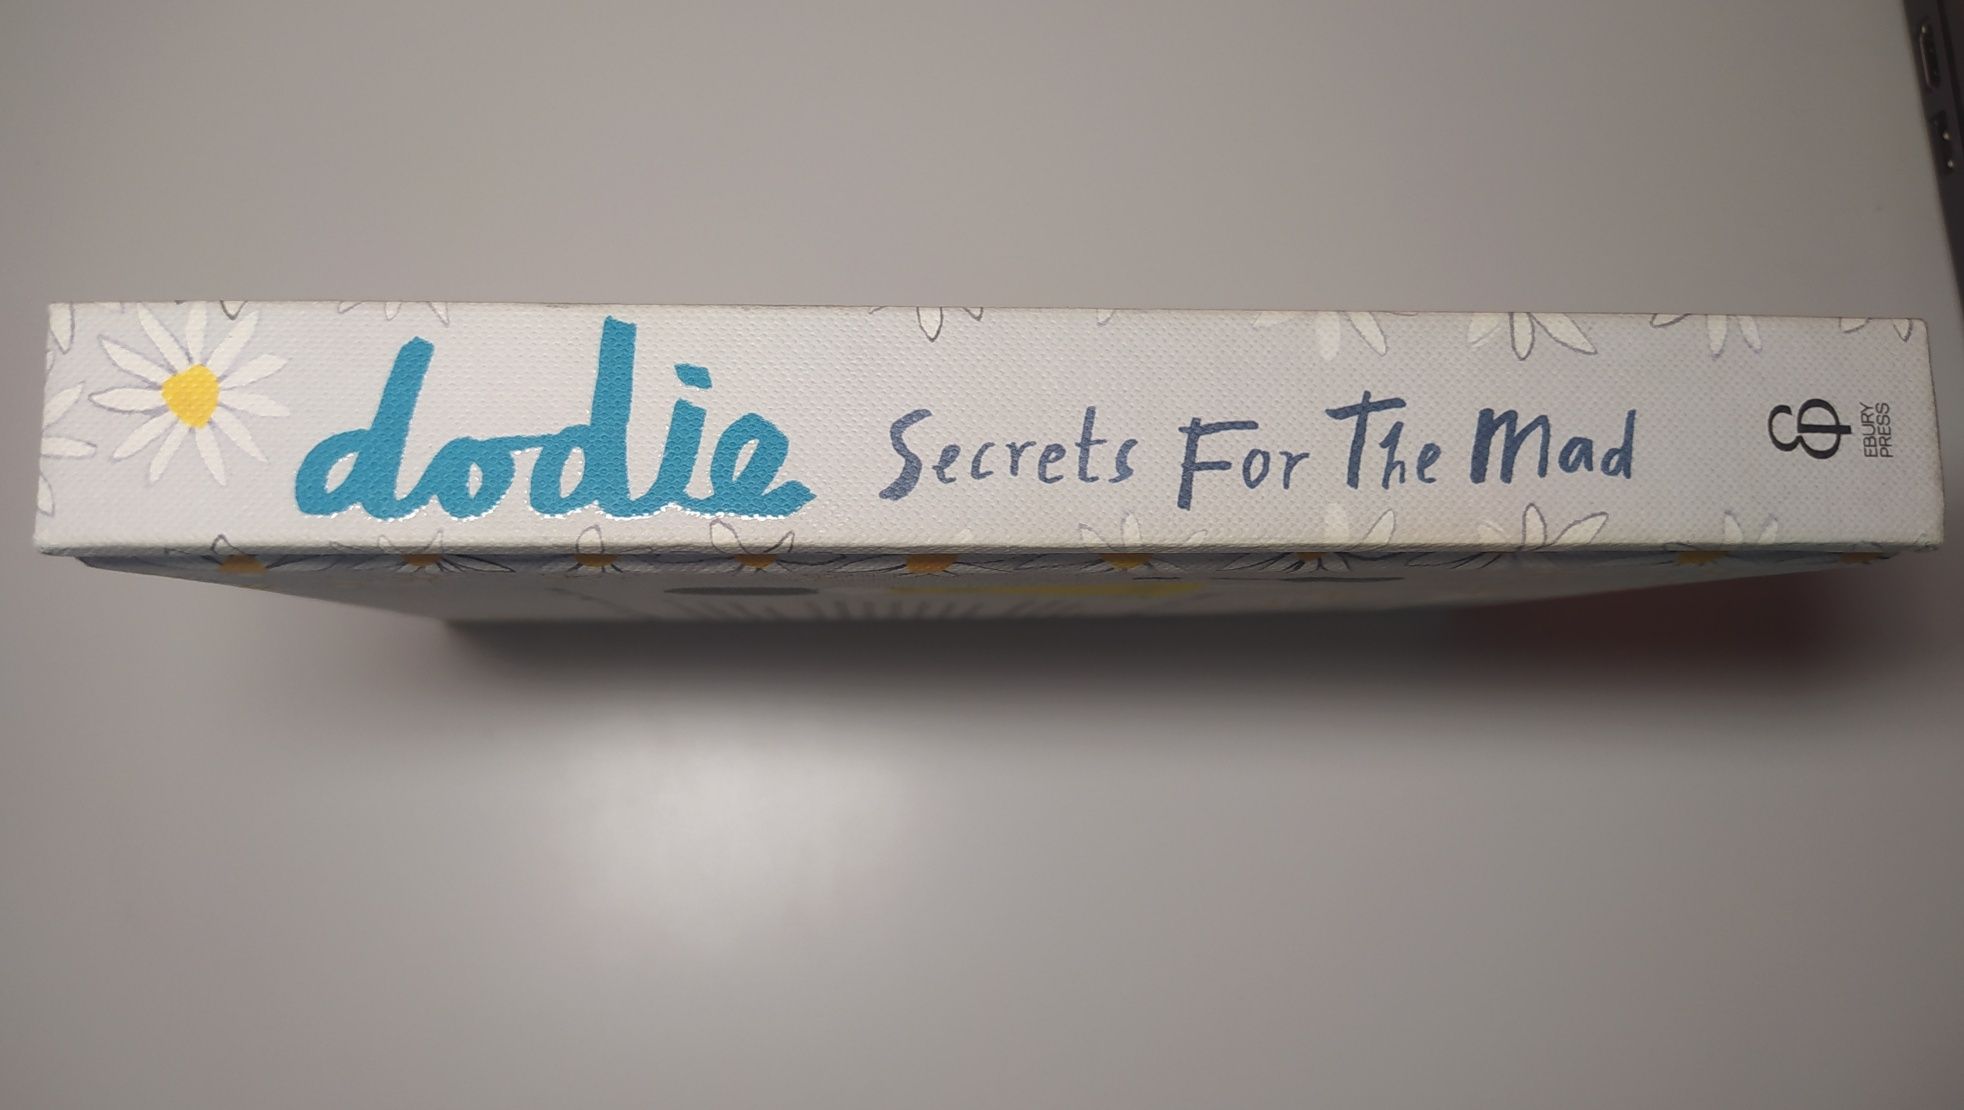 dodie Secrets For The Mad
EBURY
PRESS